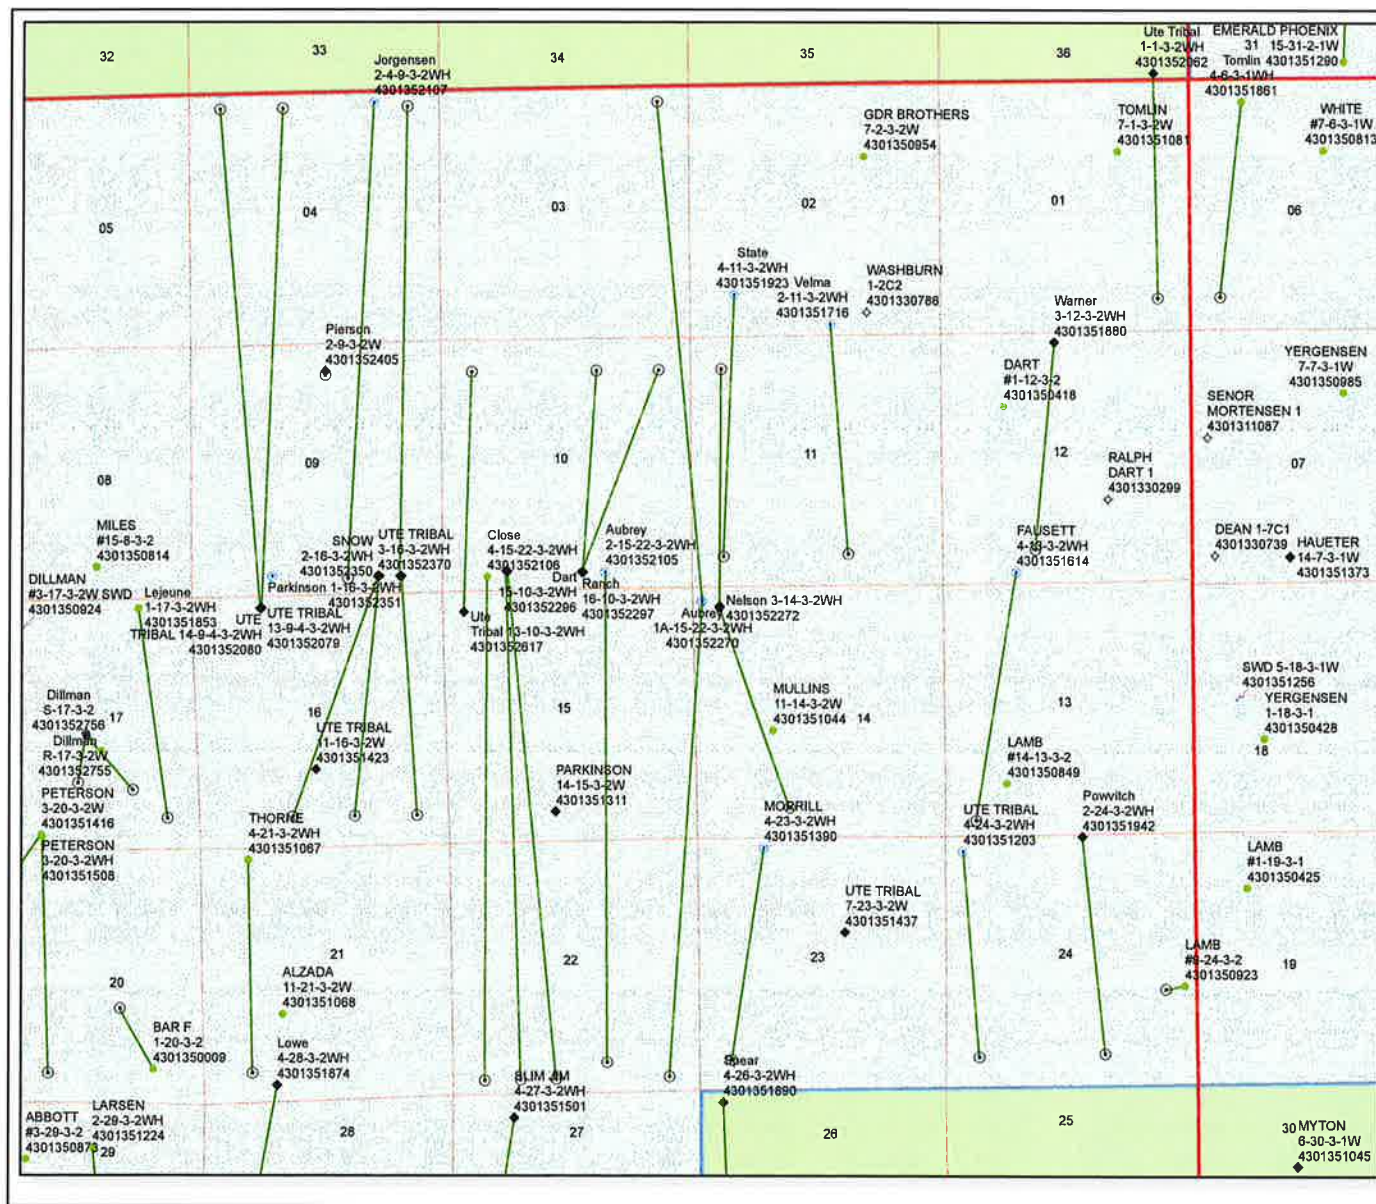 32
33
34
35
36
Ute Tribal
1-1-3-2WH
4301352062
EMERALD PHOENIX
31 15-31-2-1W
4301351290
Tomlin
4-6-3-1WH
4301351861
Jorgensen
2-4-9-3-2WH
4301352107
GDR BROTHERS
7-2-3-2W
4301350954
TOMLIN
7-1-3-2W
4301351081
WHITE
#7-6-3-1W
4301350813
05
04
03
02
01
06
State
4-11-3-2WH
4301351923
Velma
2-11-3-2WH
4301351716
WASHBURN
1-2C2
4301330786
Warner
3-12-3-2WH
4301351880
Pierson
2-9-3-2W
4301352405
DART
#1-12-3-2
4301350418
YERGENSEN
7-7-3-1W
4301350985
SENOR
MORTENSEN 1
4301311087
08
09
10
11
12
07
RALPH
DART 1
4301330299
MILES
#15-8-3-2
4301350814
SNOW
2-16-3-2WH
4301352350
UTE TRIBAL
3-16-3-2WH
4301352370
Close
4-15-22-3-2WH
4301352106
Aubrey
2-15-22-3-2WH
4301352105
FAUSETT
4-13-3-2WH
4301351614
DEAN 1-7C1
4301330739
HAUETER
14-7-3-1W
4301351373
DILLMAN
#3-17-3-2W SWD
4301350924
Lejeune
1-17-3-2WH
4301351853
Parkinson 1-16-3-2WH
4301352351
Dart
15-10-3-2WH
4301352296
Ranch
16-10-3-2WH
4301352297
Nelson 3-14-3-2WH
4301352272
UTE
TRIBAL 14-9-4-3-2WH
4301352080
UTE TRIBAL
13-9-4-3-2WH
4301352079
Ute
Tribal 13-10-3-2WH
4301352617
Aubrey
1A-15-22-3-2WH
4301352270
SWD 5-18-3-1W
4301351256
YERGENSEN
1-18-3-1
4301350428
Dillman
S-17-3-2
4301352756
17
16
15
14
13
18
Dillman
R-17-3-2W
4301352755
UTE TRIBAL
11-16-3-2W
4301351423
MULLINS
11-14-3-2W
4301351044
PARKINSON
14-15-3-2W
4301351311
LAMB
#14-13-3-2
4301350849
PETERSON
3-20-3-2W
4301351416
PETERSON
3-20-3-2WH
4301351508
THORNE
4-21-3-2WH
4301351067
MORRILL
4-23-3-2WH
4301351390
UTE TRIBAL
4-24-3-2WH
4301351203
Powvitch
2-24-3-2WH
4301351942
LAMB
#1-19-3-1
4301350425
UTE TRIBAL
7-23-3-2W
4301351437
20
21
22
23
24
19
LAMB
#9-24-3-2
4301350923
ALZADA
11-21-3-2W
4301351068
BAR F
1-20-3-2
4301350009
Lowe
4-28-3-2WH
4301351874
SLIM JIM
4-27-3-2WH
4301351501
Spear
4-26-3-2WH
4301351890
ABBOTT
#3-29-3-2
4301350873
LARSEN
2-29-3-2WH
4301351224
29
28
27
26
25
30
MYTON
6-30-3-1W
4301351045